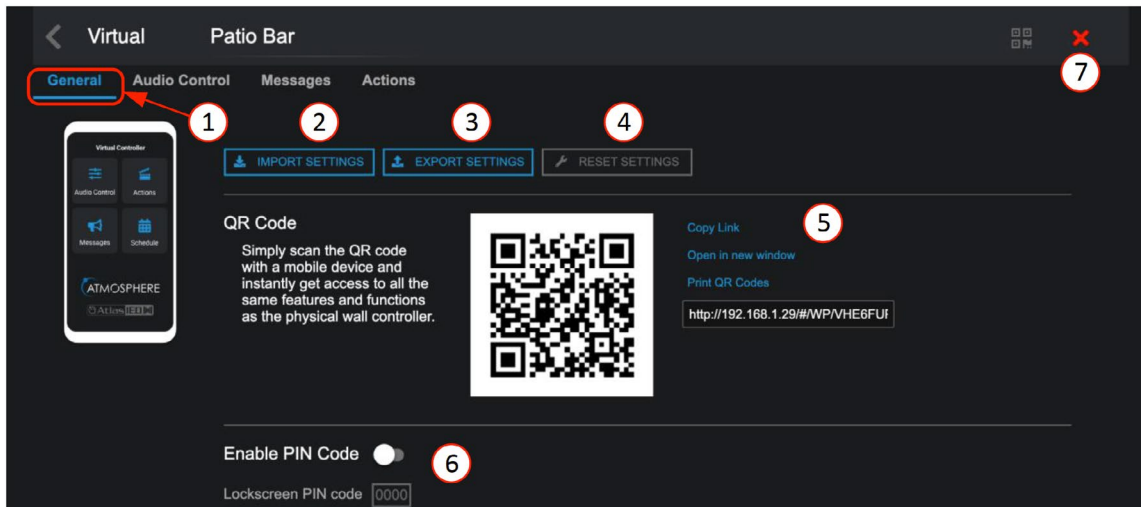 Virtual Patio Bar
7
General Audio Control Messages Actions
1 2 3 4
Virtual Controller
Audio Control Actions
Messages Schedule
ATMOSPHERE
AtlasIED
IMPORT SETTINGS EXPORT SETTINGS RESET SETTINGS
QR Code
Simply scan the QR code
with a mobile device and
instantly get access to all the
same features and functions
as the physical wall controller.
5
Copy Link
Open in new window
Print QR Codes
http://192.168.1.29/#/WP/VHE6FU
Enable PIN Code
6
Lockscreen PIN code 0000